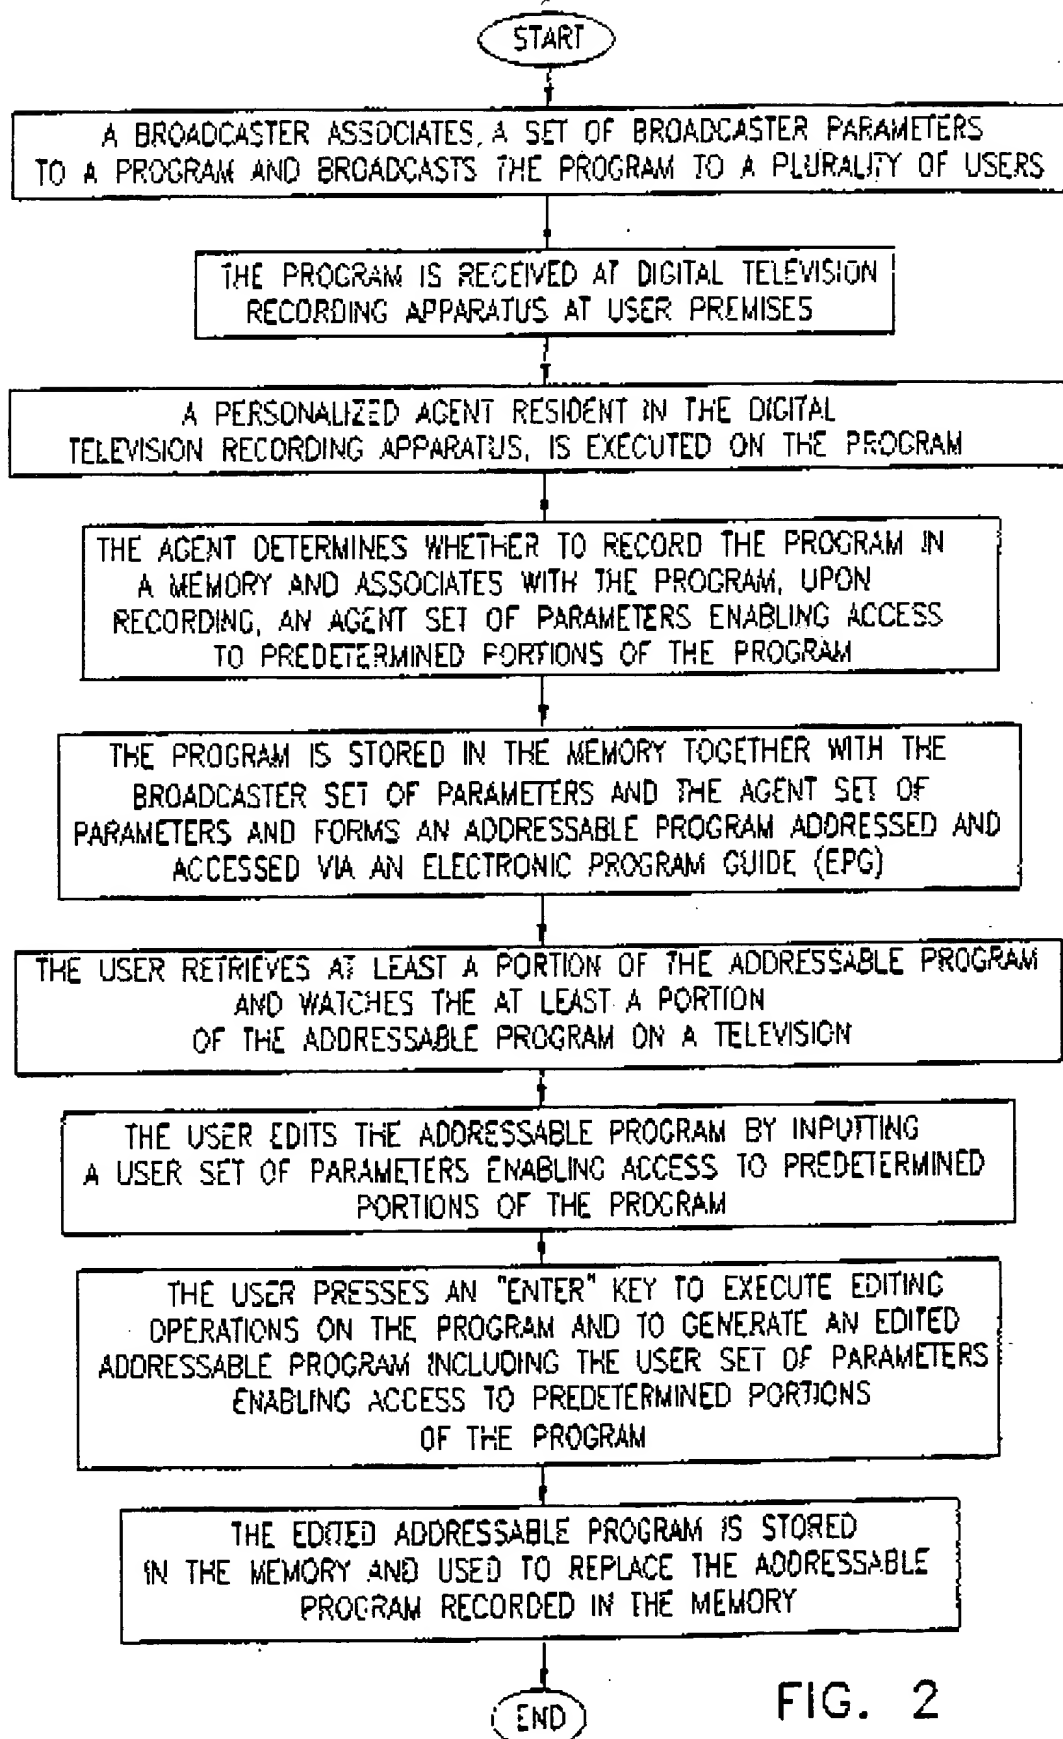 START
A BROADCASTER ASSOCIATES, A SET OF BROADCASTER PARAMETERS
TO A PROGRAM AND BROADCASTS THE PROGRAM TO A PLURALITY OF USERS
THE PROGRAM IS RECEIVED AT DIGITAL TELEVISION
RECORDING APPARATUS AT USER PREMISES
A PERSONALIZED AGENT RESIDENT IN THE DIGITAL
TELEVISION RECORDING APPARATUS, IS EXECUTED ON THE PROGRAM
THE AGENT DETERMINES WHETHER TO RECORD THE PROGRAM IN
A MEMORY AND ASSOCIATES WITH THE PROGRAM, UPON
RECORDING, AN AGENT SET OF PARAMETERS ENABLING ACCESS
TO PREDETERMINED PORTIONS OF THE PROGRAM
THE PROGRAM IS STORED IN THE MEMORY TOGETHER WITH THE
BROADCASTER SET OF PARAMETERS AND THE AGENT SET OF
PARAMETERS AND FORMS AN ADDRESSABLE PROGRAM ADDRESSED AND
ACCESSED VIA AN ELECTRONIC PROGRAM GUIDE (EPG)
THE USER RETRIEVES AT LEAST A PORTION OF THE ADDRESSABLE PROGRAM
AND WATCHES THE AT LEAST A PORTION
OF THE ADDRESSABLE PROGRAM ON A TELEVISION
THE USER EDITS THE ADDRESSABLE PROGRAM BY INPUTTING
A USER SET OF PARAMETERS ENABLING ACCESS TO PREDETERMINED
PORTIONS OF THE PROGRAM
THE USER PRESSES AN "ENTER" KEY TO EXECUTE EDITING
OPERATIONS ON THE PROGRAM AND TO GENERATE AN EDITED
ADDRESSABLE PROGRAM INCLUDING THE USER SET OF PARAMETERS
ENABLING ACCESS TO PREDETERMINED PORTIONS
OF THE PROGRAM
THE EDITED ADDRESSABLE PROGRAM IS STORED
IN THE MEMORY AND USED TO REPLACE THE ADDRESSABLE
PROGRAM RECORDED IN THE MEMORY
END
FIG. 2